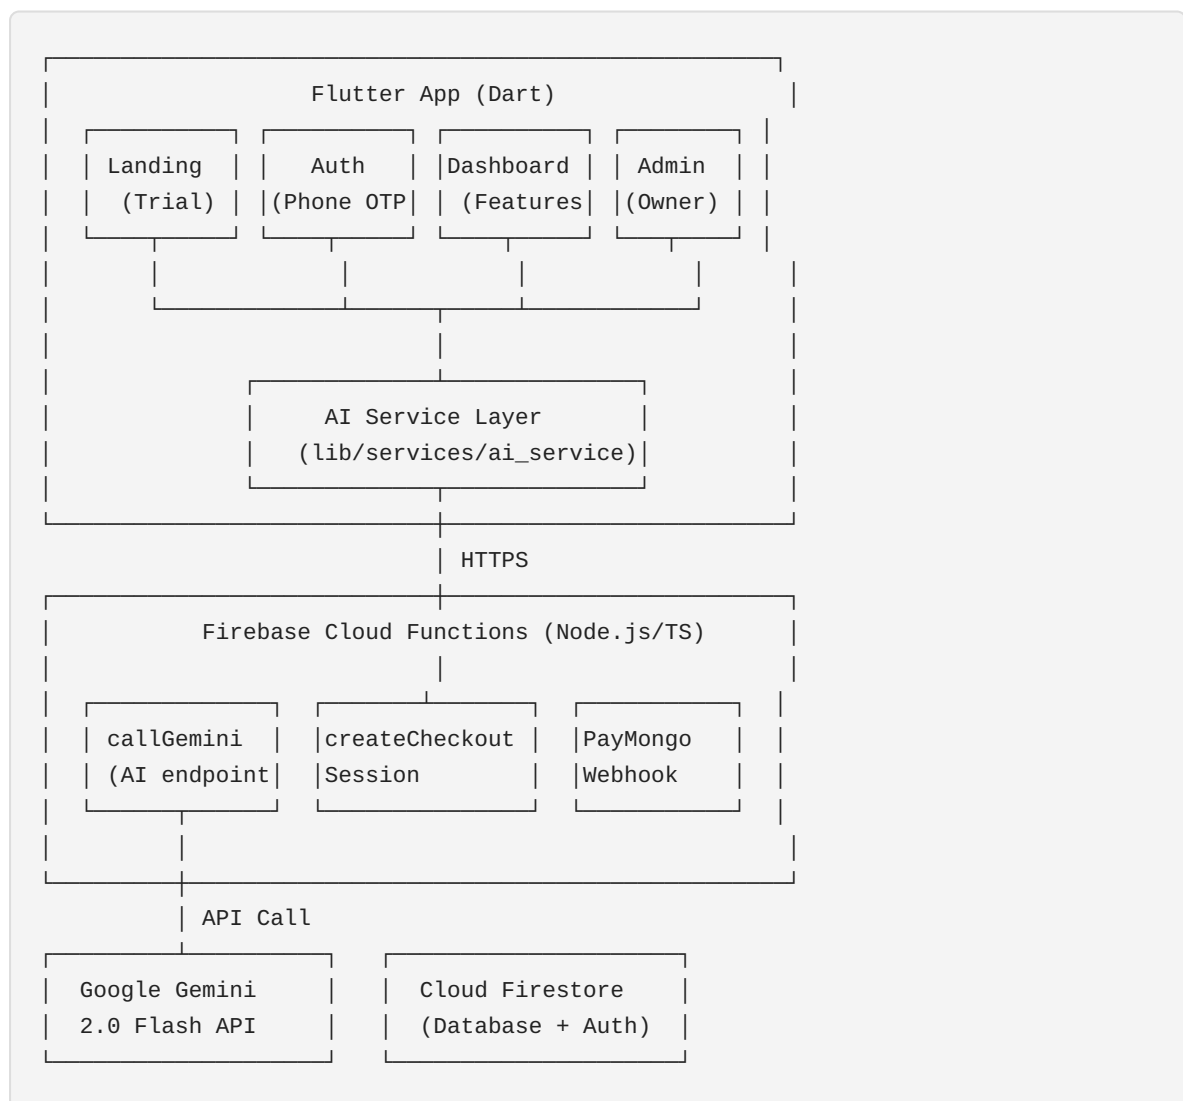 Flutter App (Dart)
Landing Auth Dashboard Admin
(Trial) (Phone OTP (Features (Owner)
AI Service Layer
(lib/services/ai_service)
HTTPS
Firebase Cloud Functions (Node.js/TS)
callGemini createCheckout PayMongo
(AI endpoint Session Webhook
API Call
Google Gemini Cloud Firestore
2.0 Flash API (Database + Auth)